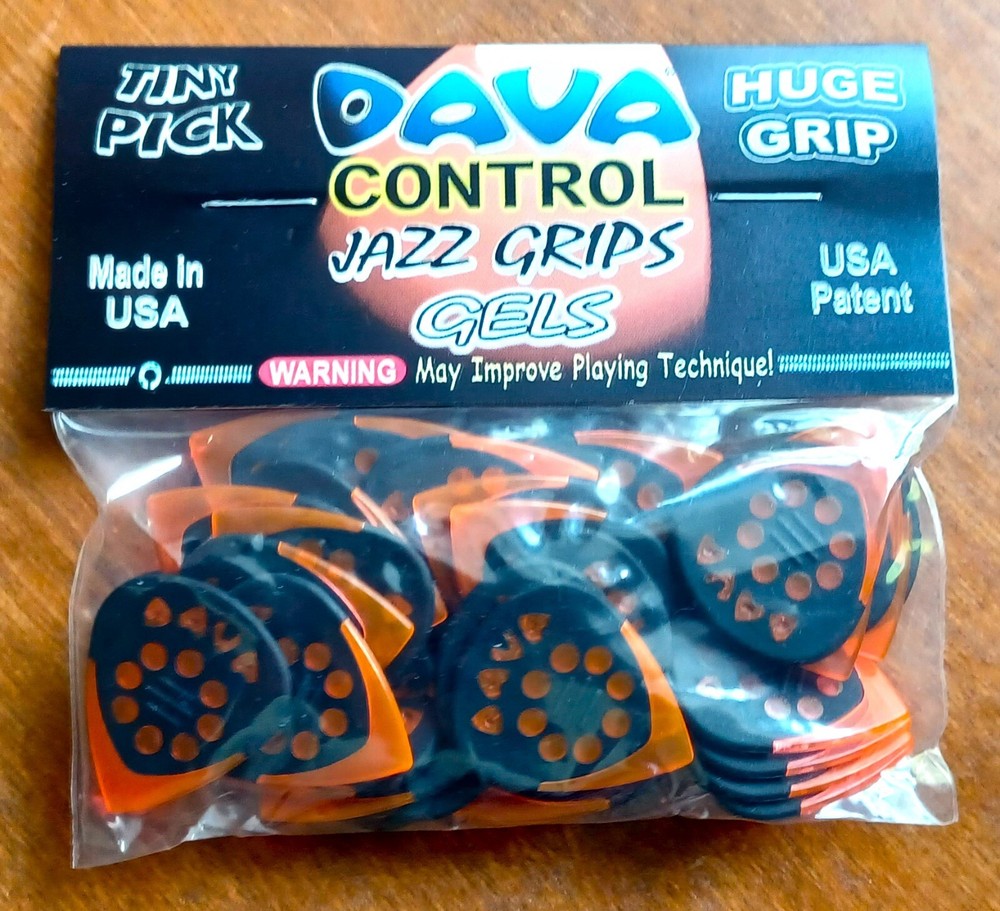 TINY
PICK
DAVA
CONTROL
JAZZ GRIPS
GELS
HUGE
GRIP
Made in
USA
USA
Patent
WARNING May Improve Playing Technique!